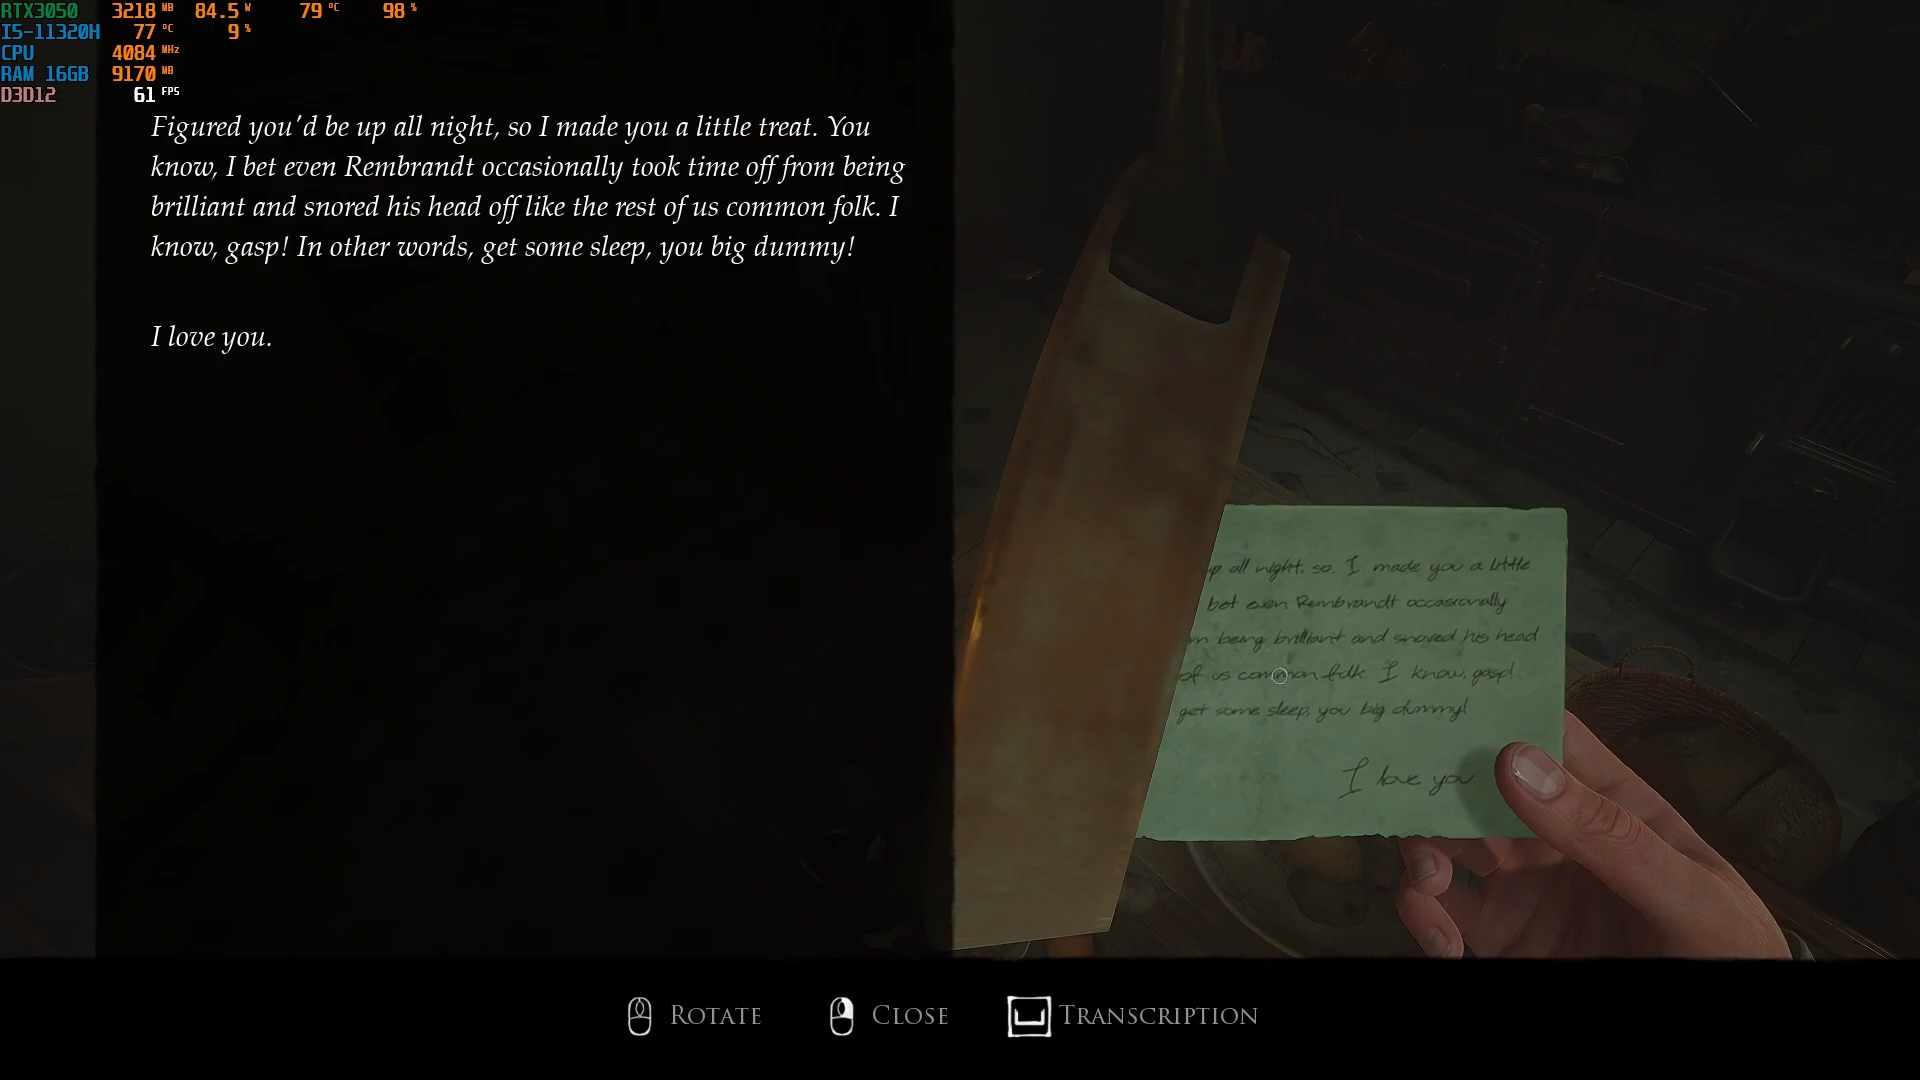 RTX3050 3218 MB 84.5 W 79 °C 98 %
I5-11320H 77 °C 9 %
CPU 4084 MHz
RAM 16GB 9170 MB
D3D12 61 FPS
Figured you'd be up all night, so I made you a little treat. You
know, I bet even Rembrandt occasionally took time off from being
brilliant and snored his head off like the rest of us common folk. I
know, gasp! In other words, get some sleep, you big dummy!
I love you.
p all night, so I made you a little
bet even Rembrandt occasionally
m being brilliant and snored his head
of us common folk. I know, gasp!
get some sleep, you big dummy!
I love you.
Rotate Close Transcription